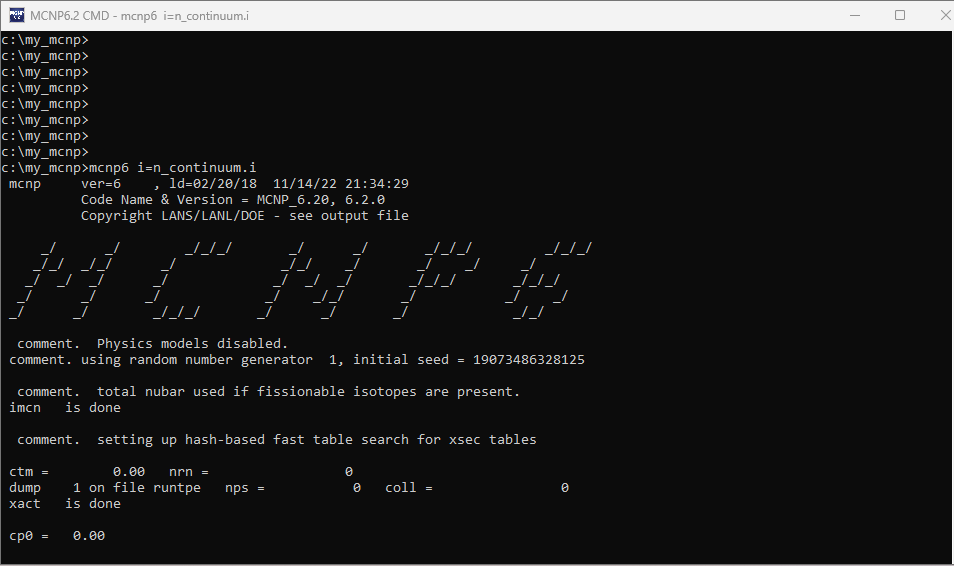 MCNP6.2 CMD - mcnp6  i=n_continuum.i
c:\my_mcnp>
c:\my_mcnp>
c:\my_mcnp>
c:\my_mcnp>
c:\my_mcnp>
c:\my_mcnp>
c:\my_mcnp>
c:\my_mcnp>
c:\my_mcnp>mcnp6 i=n_continuum.i
mcnp     ver=6    , ld=02/20/18  11/14/22 21:34:29
Code Name & Version = MCNP_6.20, 6.2.0
Copyright LANS/LANL/DOE - see output file
    _/      _/        _/_/_/       _/      _/       _/_/_/         _/_/_/
   _/_/  _/_/      _/             _/_/    _/       _/    _/     _/
  _/  _/  _/      _/             _/  _/  _/       _/_/_/       _/_/_/
 _/      _/      _/             _/    _/_/       _/           _/    _/
_/      _/        _/_/_/       _/      _/       _/             _/_/
comment.  Physics models disabled.
comment. using random number generator  1, initial seed = 19073486328125
comment.  total nubar used if fissionable isotopes are present.
imcn   is done
comment.  setting up hash-based fast table search for xsec tables
ctm =        0.00   nrn =                 0
dump    1 on file runtpe   nps =           0   coll =                0
xact   is done
cp0 =   0.00